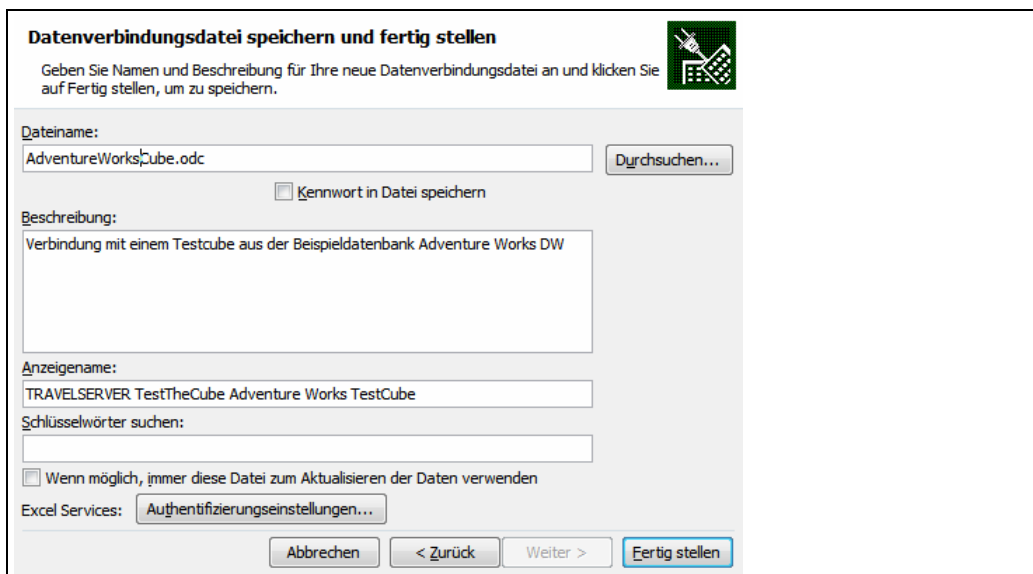 Datenverbindungsdatei speichern und fertig stellen
Geben Sie Namen und Beschreibung für Ihre neue Datenverbindungsdatei an und klicken Sie
auf Fertig stellen, um zu speichern.
Dateiname:
AdventureWorksCube.odc
Durchsuchen...
Kennwort in Datei speichern
Beschreibung:
Verbindung mit einem Testcube aus der Beispieldatenbank Adventure Works DW
Anzeigename:
TRAVELSERVER TestTheCube Adventure Works TestCube
Schlüsselwörter suchen:
Wenn möglich, immer diese Datei zum Aktualisieren der Daten verwenden
Excel Services: Authentifizierungseinstellungen...
Abbrechen < Zurück Weiter > Fertig stellen